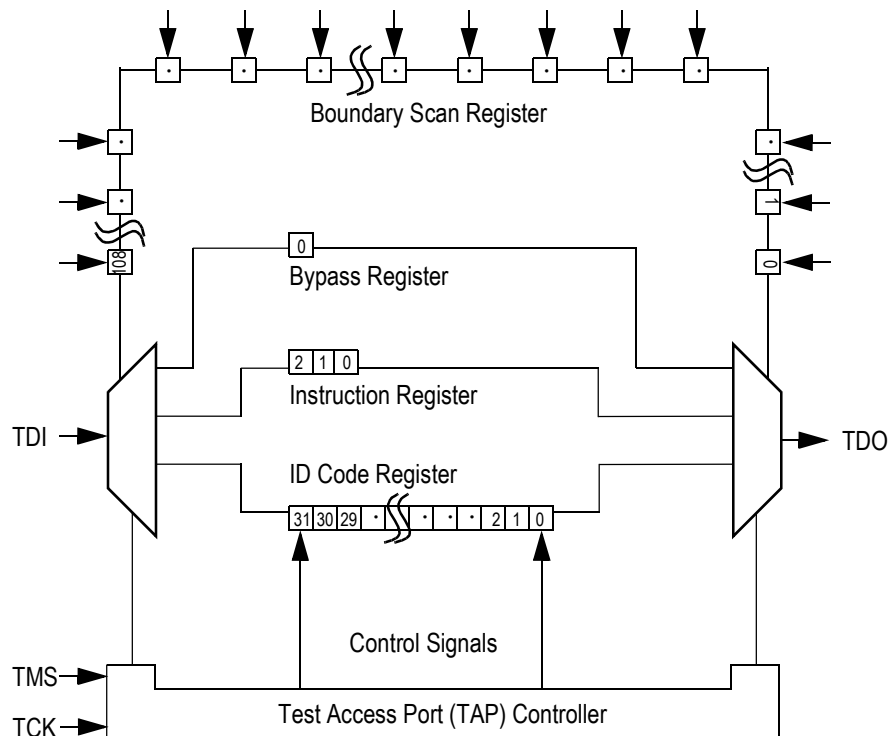 · · · · · · · ·
Boundary Scan Register
· ·
· 1
108 0 0
Bypass Register
2 1 0
Instruction Register
TDI TDO
ID Code Register
31 30 29 · · · · 2 1 0
Control Signals
TMS
Test Access Port (TAP) Controller
TCK